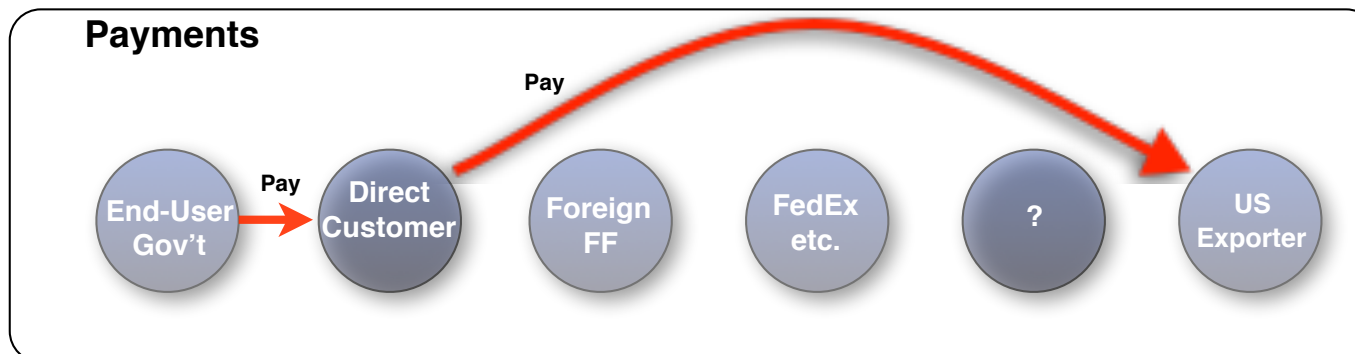 Payments
Pay
Pay
End-User
Gov't
Direct
Customer
Foreign
FF
FedEx
etc.
?
US
Exporter